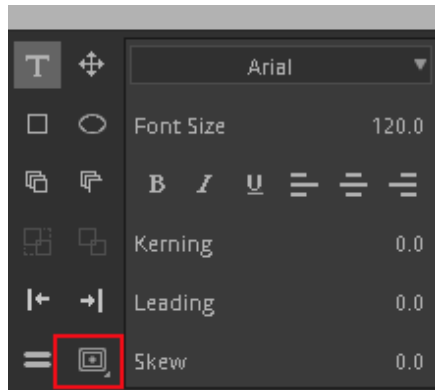 Arial
Font Size 120.0
B I U
Kerning 0.0
Leading 0.0
Skew 0.0